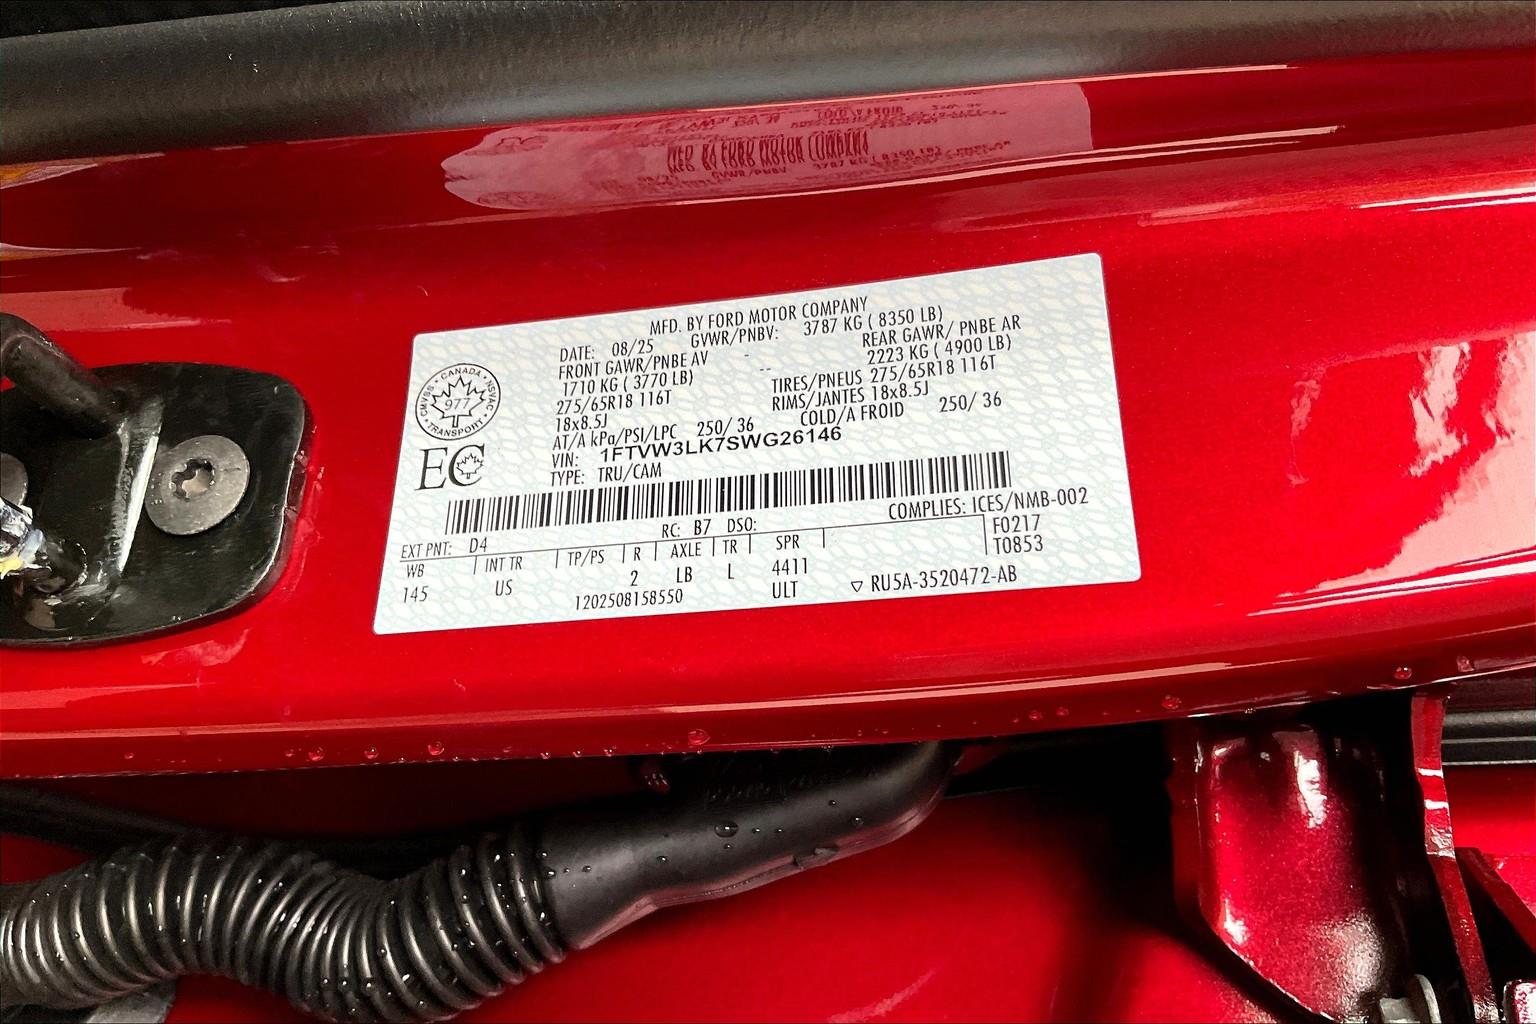 MFD. BY FORD MOTOR COMPANY
DATE: 08/25 GVWR/PNBV: 3787 KG ( 8350 LB)
FRONT GAWR/PNBE AV - REAR GAWR/ PNBE AR
1710 KG ( 3770 LB) -- 2223 KG ( 4900 LB)
275/65R18 116T TIRES/PNEUS 275/65R18 116T
18x8.5J RIMS/JANTES 18x8.5J
AT/A kPa/PSI/LPC 250/ 36 COLD/A FROID 250/ 36
VIN: 1FTVW3LK7SWG26146
TYPE: TRU/CAM
CMVSS • CANADA • NSVAC • TRANSPORT •
977
EC
COMPLIES: ICES/NMB-002
EXT PNT: D4 RC: B7 DSO: F0217
T0853
WB INT TR TP/PS R AXLE TR SPR
145 US 2 LB L 4411
1202508158550 ULT ▽ RU5A-3520472-AB